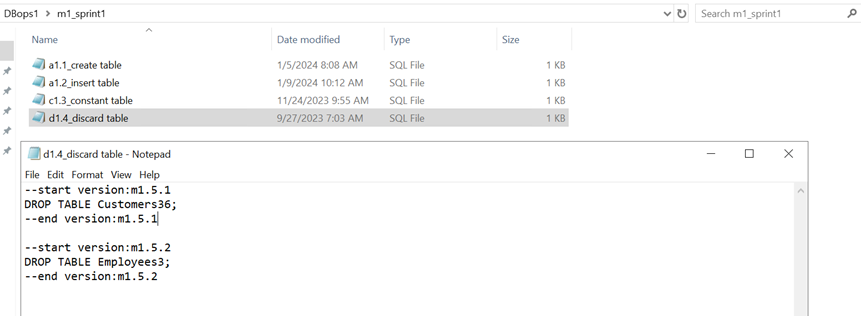 DBops1 > m1_sprint1
Search m1_sprint1
Name Date modified Type Size
a1.1_create table 1/5/2024 8:08 AM SQL File 1 KB
a1.2_insert table 1/9/2024 10:12 AM SQL File 1 KB
c1.3_constant table 11/24/2023 9:55 AM SQL File 1 KB
d1.4_discard table 9/27/2023 7:03 AM SQL File 1 KB
d1.4_discard table - Notepad
File Edit Format View Help
--start version:m1.5.1
DROP TABLE Customers36;
--end version:m1.5.1
--start version:m1.5.2
DROP TABLE Employees3;
--end version:m1.5.2